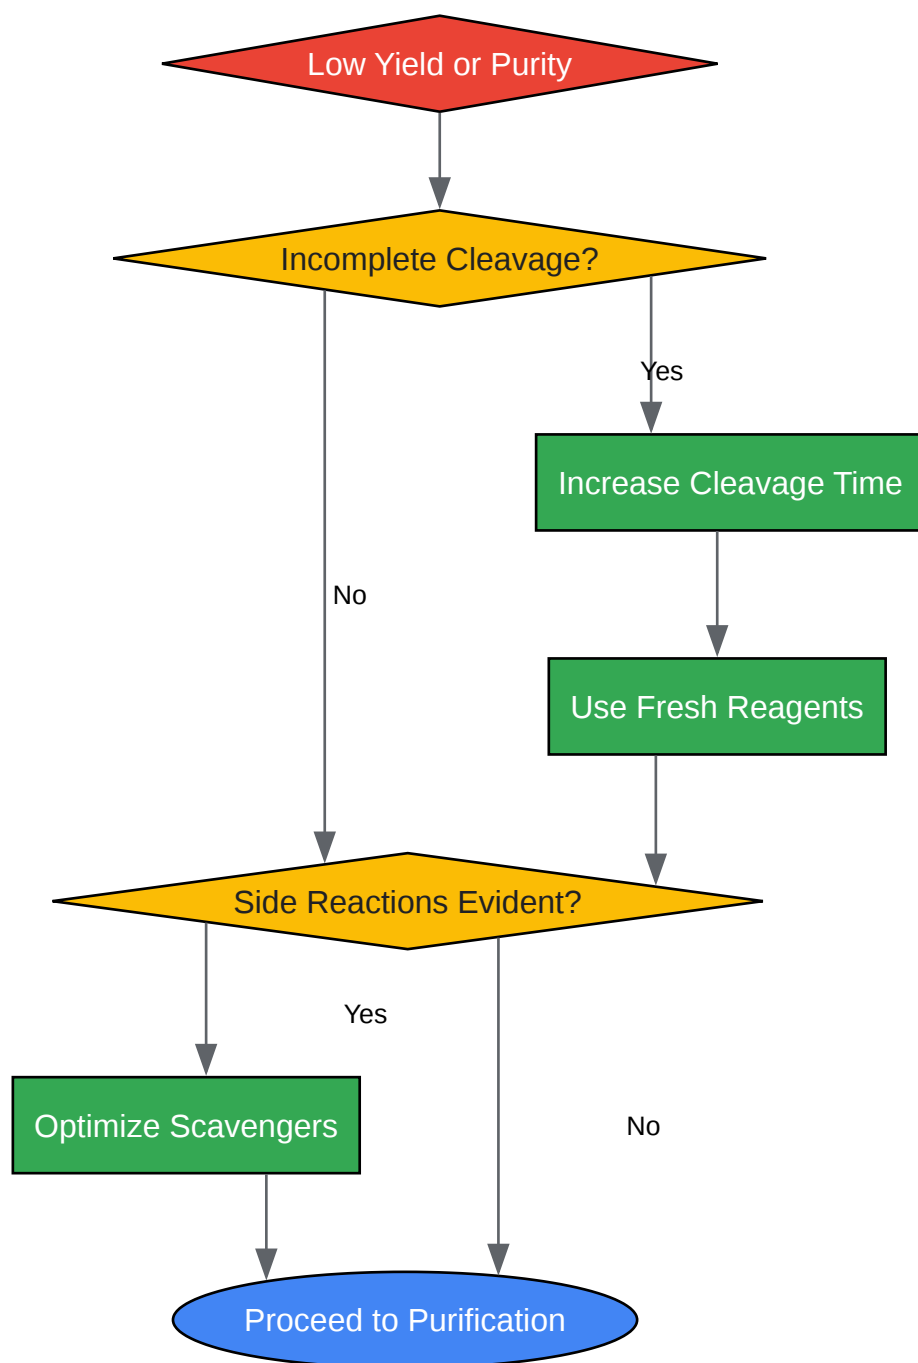 Low Yield or Purity
Incomplete Cleavage?
Yes
Increase Cleavage Time
No
Use Fresh Reagents
Side Reactions Evident?
Yes
Optimize Scavengers
No
Proceed to Purification